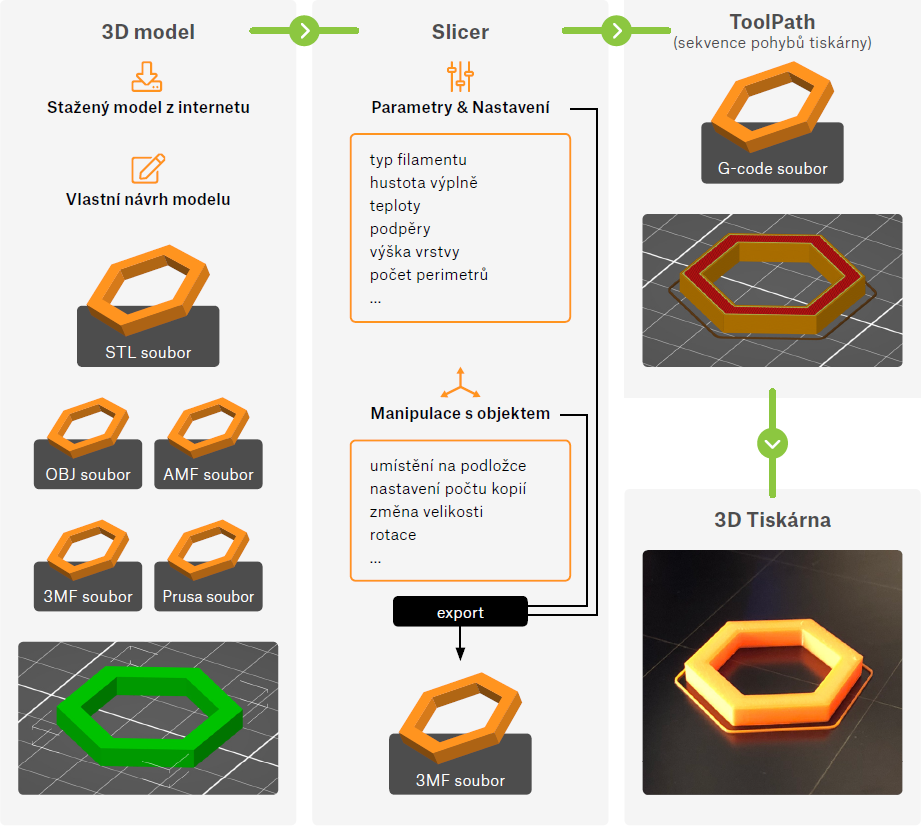 3D model
Stažený model z internetu
Vlastní návrh modelu
STL soubor
OBJ soubor
AMF soubor
3MF soubor
Prusa soubor
Slicer
Parametry & Nastavení
typ filamentu
hustota výplně
teploty
podpěry
výška vrstvy
počet perimetrů
...
Manipulace s objektem
umístění na podložce
nastavení počtu kopií
změna velikosti
rotace
...
export
3MF soubor
ToolPath
(sekvence pohybů tiskárny)
G-code soubor
3D Tiskárna